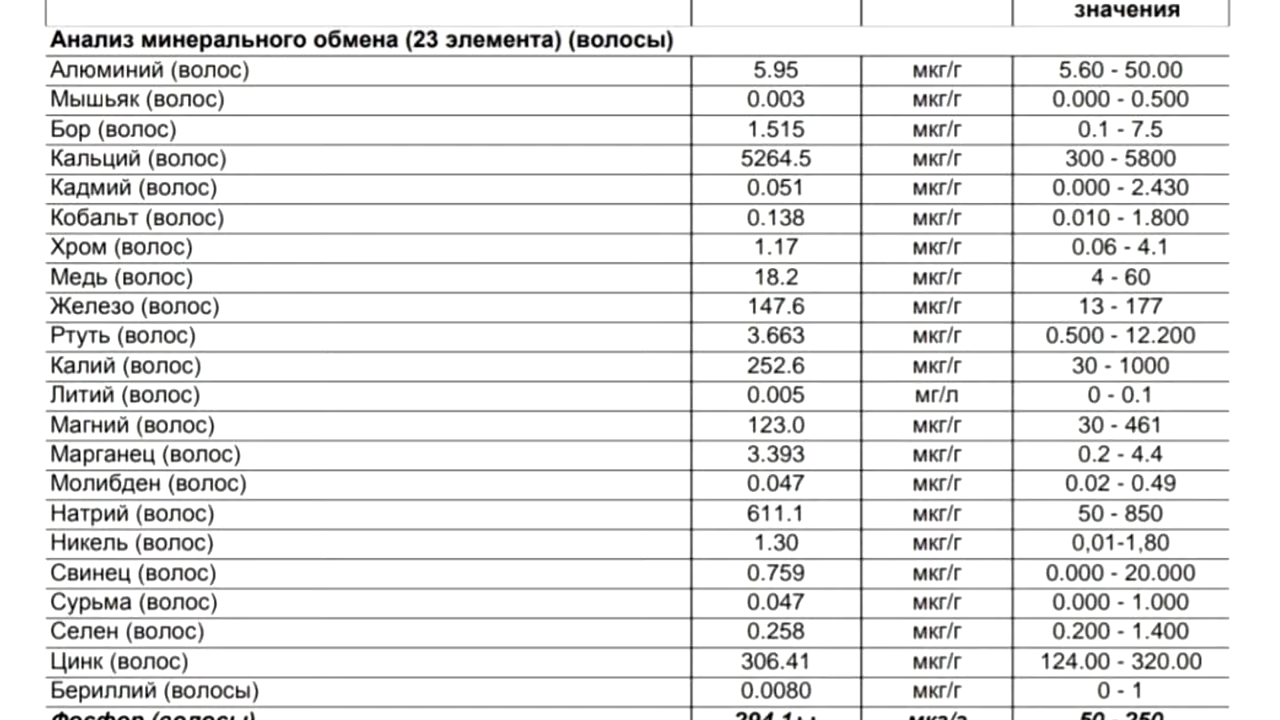 значения
Анализ минерального обмена (23 элемента) (волосы)
Алюминий (волос) 5.95 мкг/г 5.60 - 50.00
Мышьяк (волос) 0.003 мкг/г 0.000 - 0.500
Бор (волос) 1.515 мкг/г 0.1 - 7.5
Кальций (волос) 5264.5 мкг/г 300 - 5800
Кадмий (волос) 0.051 мкг/г 0.000 - 2.430
Кобальт (волос) 0.138 мкг/г 0.010 - 1.800
Хром (волос) 1.17 мкг/г 0.06 - 4.1
Медь (волос) 18.2 мкг/г 4 - 60
Железо (волос) 147.6 мкг/г 13 - 177
Ртуть (волос) 3.663 мкг/г 0.500 - 12.200
Калий (волос) 252.6 мкг/г 30 - 1000
Литий (волос) 0.005 мг/л 0 - 0.1
Магний (волос) 123.0 мкг/г 30 - 461
Марганец (волос) 3.393 мкг/г 0.2 - 4.4
Молибден (волос) 0.047 мкг/г 0.02 - 0.49
Натрий (волос) 611.1 мкг/г 50 - 850
Никель (волос) 1.30 мкг/г 0,01-1,80
Свинец (волос) 0.759 мкг/г 0.000 - 20.000
Сурьма (волос) 0.047 мкг/г 0.000 - 1.000
Селен (волос) 0.258 мкг/г 0.200 - 1.400
Цинк (волос) 306.41 мкг/г 124.00 - 320.00
Бериллий (волосы) 0.0080 мкг/г 0 - 1
Фосфор (волосы) мкг/г 50 - 250